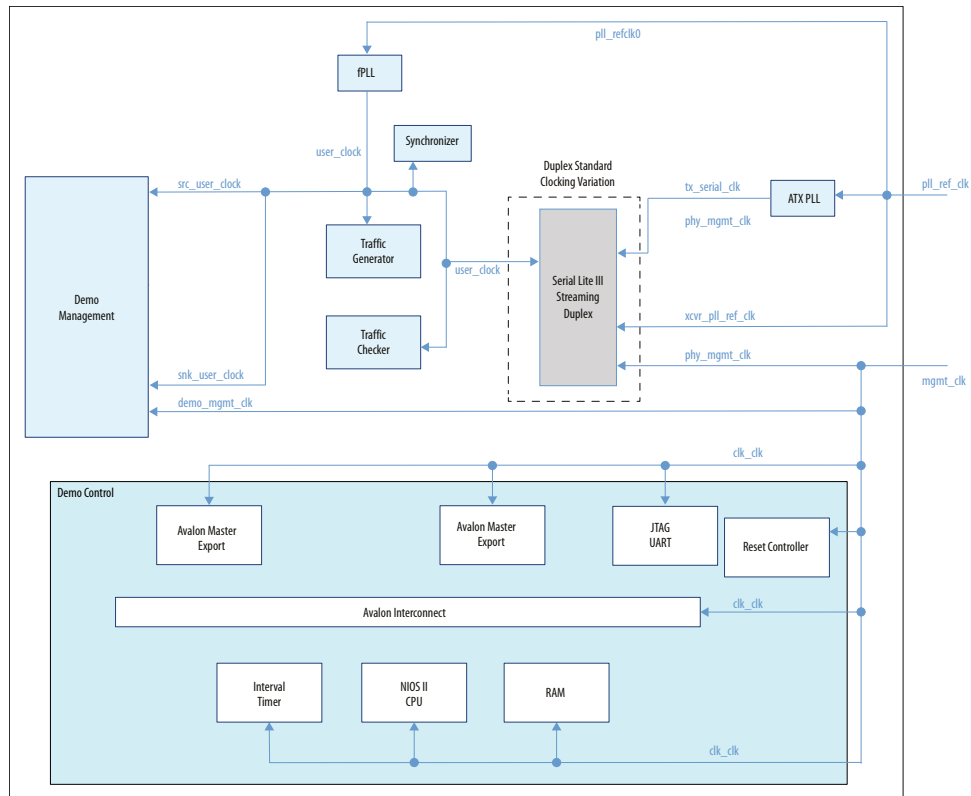 pll_refclk0
fPLL
user_clock
Synchronizer
Duplex Standard
Clocking Variation
src_user_clock
tx_serial_clk
ATX PLL
pll_ref_clk
phy_mgmt_clk
Traffic
Generator
user_clock
Serial Lite III
Streaming
Duplex
Demo
Management
xcvr_pll_ref_clk
Traffic
Checker
phy_mgmt_clk
snk_user_clock
mgmt_clk
demo_mgmt_clk
clk_clk
Demo Control
Avalon Master
Export
Avalon Master
Export
JTAG
UART
Reset Controller
clk_clk
Avalon Interconnect
Interval
Timer
NIOS II
CPU
RAM
clk_clk